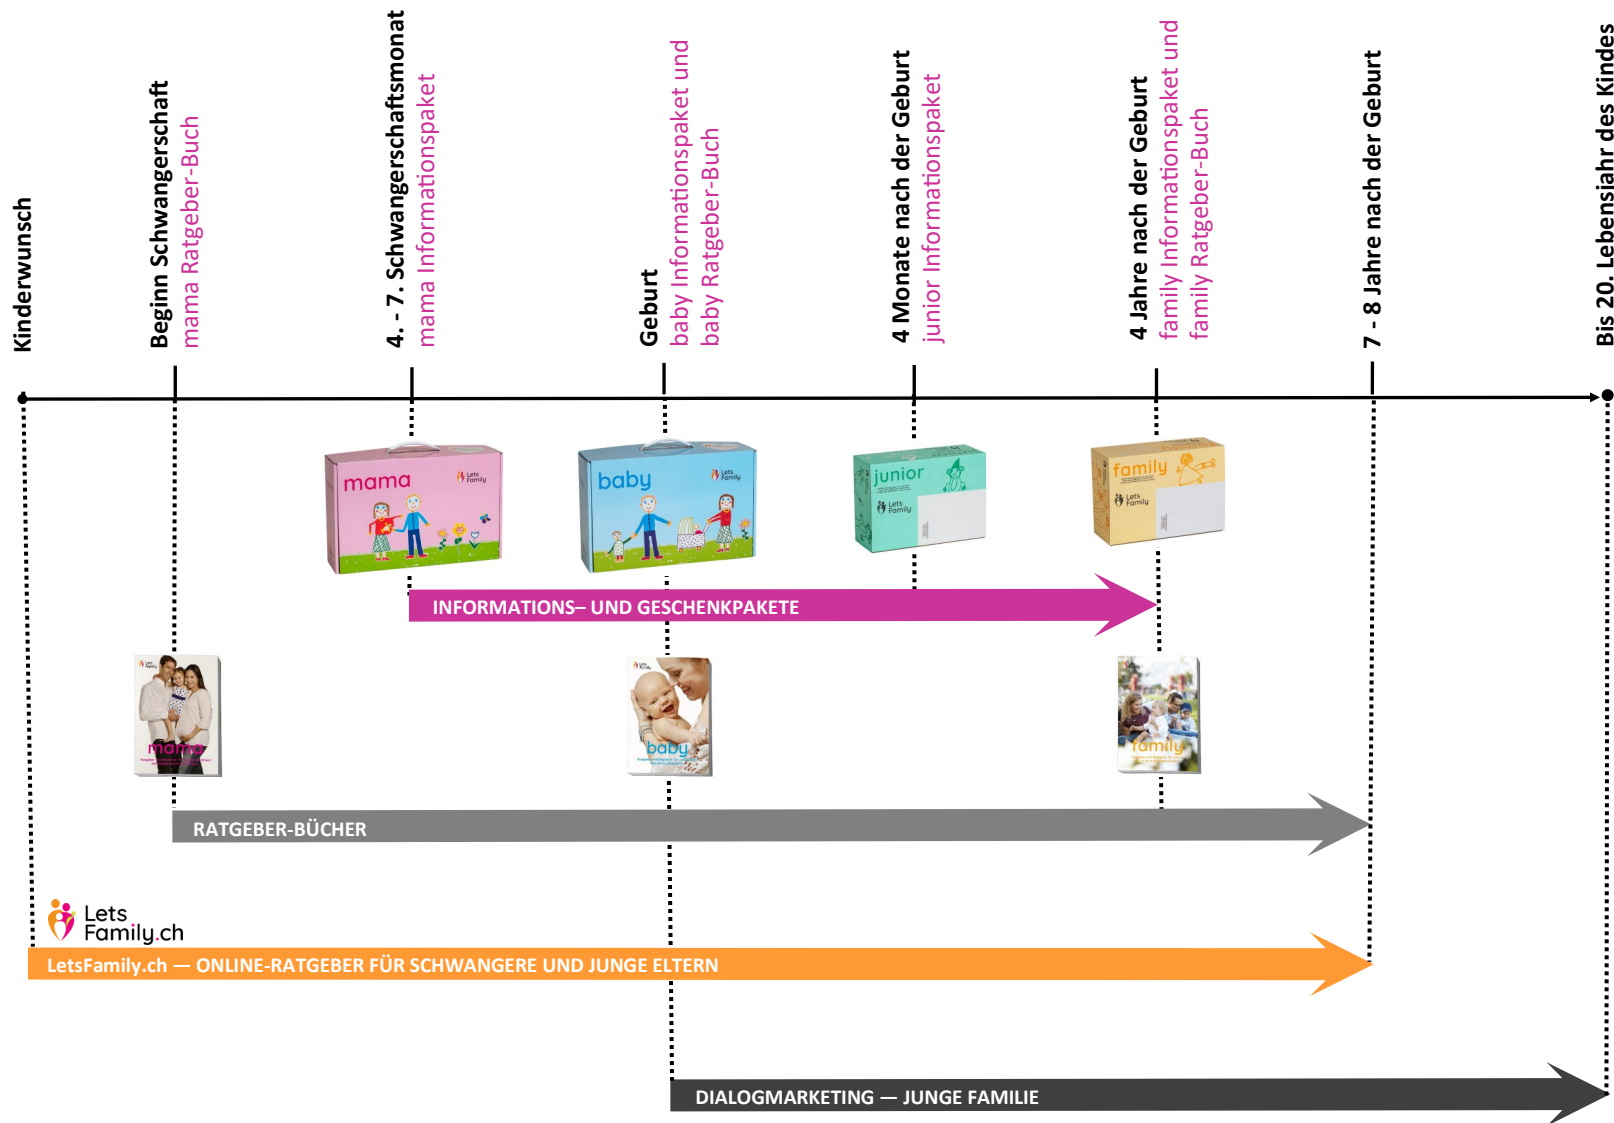 Kinderwunsch
Beginn Schwangerschaft
mama Ratgeber-Buch
4. - 7. Schwangerschaftsmonat
mama Informationspaket
Geburt
baby Informationspaket und
baby Ratgeber-Buch
4 Monate nach der Geburt
junior Informationspaket
4 Jahre nach der Geburt
family Informationspaket und
family Ratgeber-Buch
7 - 8 Jahre nach der Geburt
Bis 20. Lebensjahr des Kindes
mama
Lets
Family
baby
Lets
Family
junior
Lets
Family
family
Lets
Family
INFORMATIONS– UND GESCHENKPAKETE
Lets
Family
mama
Lets
Family
baby
family
RATGEBER-BÜCHER
Lets
Family.ch
LetsFamily.ch — ONLINE-RATGEBER FÜR SCHWANGERE UND JUNGE ELTERN
DIALOGMARKETING — JUNGE FAMILIE